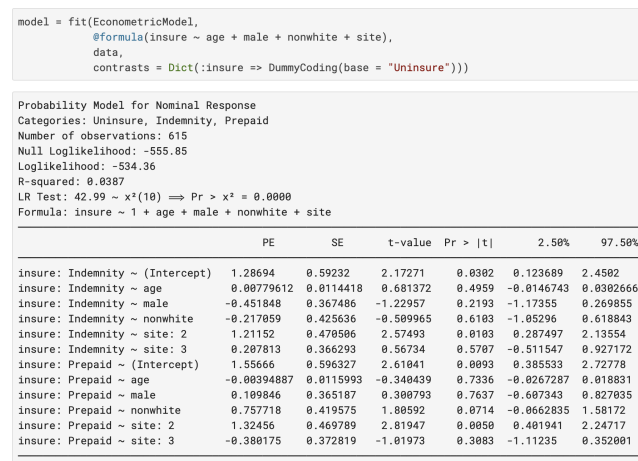 model = fit(EconometricModel,
@formula(insure ~ age + male + nonwhite + site),
data,
contrasts = Dict(:insure => DummyCoding(base = "Uninsure")))
Probability Model for Nominal Response
Categories: Uninsure, Indemnity, Prepaid
Number of observations: 615
Null Loglikelihood: -555.85
Loglikelihood: -534.36
R-squared: 0.0387
LR Test: 42.99 ~ χ²(10) ⟹ Pr > χ² = 0.0000
Formula: insure ~ 1 + age + male + nonwhite + site
PE SE t-value Pr > |t| 2.50% 97.50%
insure: Indemnity ~ (Intercept) 1.28694 0.59232 2.17271 0.0302 0.123689 2.4502
insure: Indemnity ~ age 0.00779612 0.0114418 0.681372 0.4959 -0.0146743 0.0302666
insure: Indemnity ~ male -0.451848 0.367486 -1.22957 0.2193 -1.17355 0.269855
insure: Indemnity ~ nonwhite -0.217059 0.425636 -0.509965 0.6103 -1.05296 0.618843
insure: Indemnity ~ site: 2 1.21152 0.470506 2.57493 0.0103 0.287497 2.13554
insure: Indemnity ~ site: 3 0.207813 0.366293 0.56734 0.5707 -0.511547 0.927172
insure: Prepaid ~ (Intercept) 1.55666 0.596327 2.61041 0.0093 0.385533 2.72778
insure: Prepaid ~ age -0.00394887 0.0115993 -0.340439 0.7336 -0.0267287 0.018831
insure: Prepaid ~ male 0.109846 0.365187 0.300793 0.7637 -0.607343 0.827035
insure: Prepaid ~ nonwhite 0.757718 0.419575 1.80592 0.0714 -0.0662835 1.58172
insure: Prepaid ~ site: 2 1.32456 0.469789 2.81947 0.0050 0.401941 2.24717
insure: Prepaid ~ site: 3 -0.380175 0.372819 -1.01973 0.3083 -1.11235 0.352001